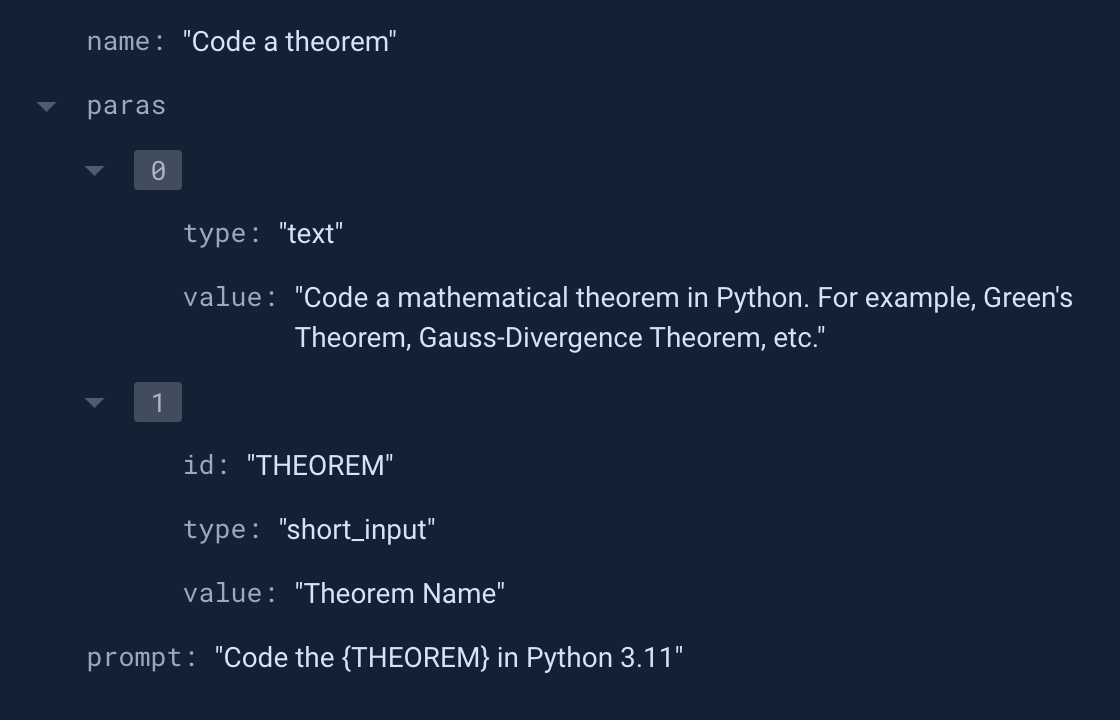 name: "Code a theorem"
paras
0
type: "text"
value: "Code a mathematical theorem in Python. For example, Green's
Theorem, Gauss-Divergence Theorem, etc."
1
id: "THEOREM"
type: "short_input"
value: "Theorem Name"
prompt: "Code the {THEOREM} in Python 3.11"